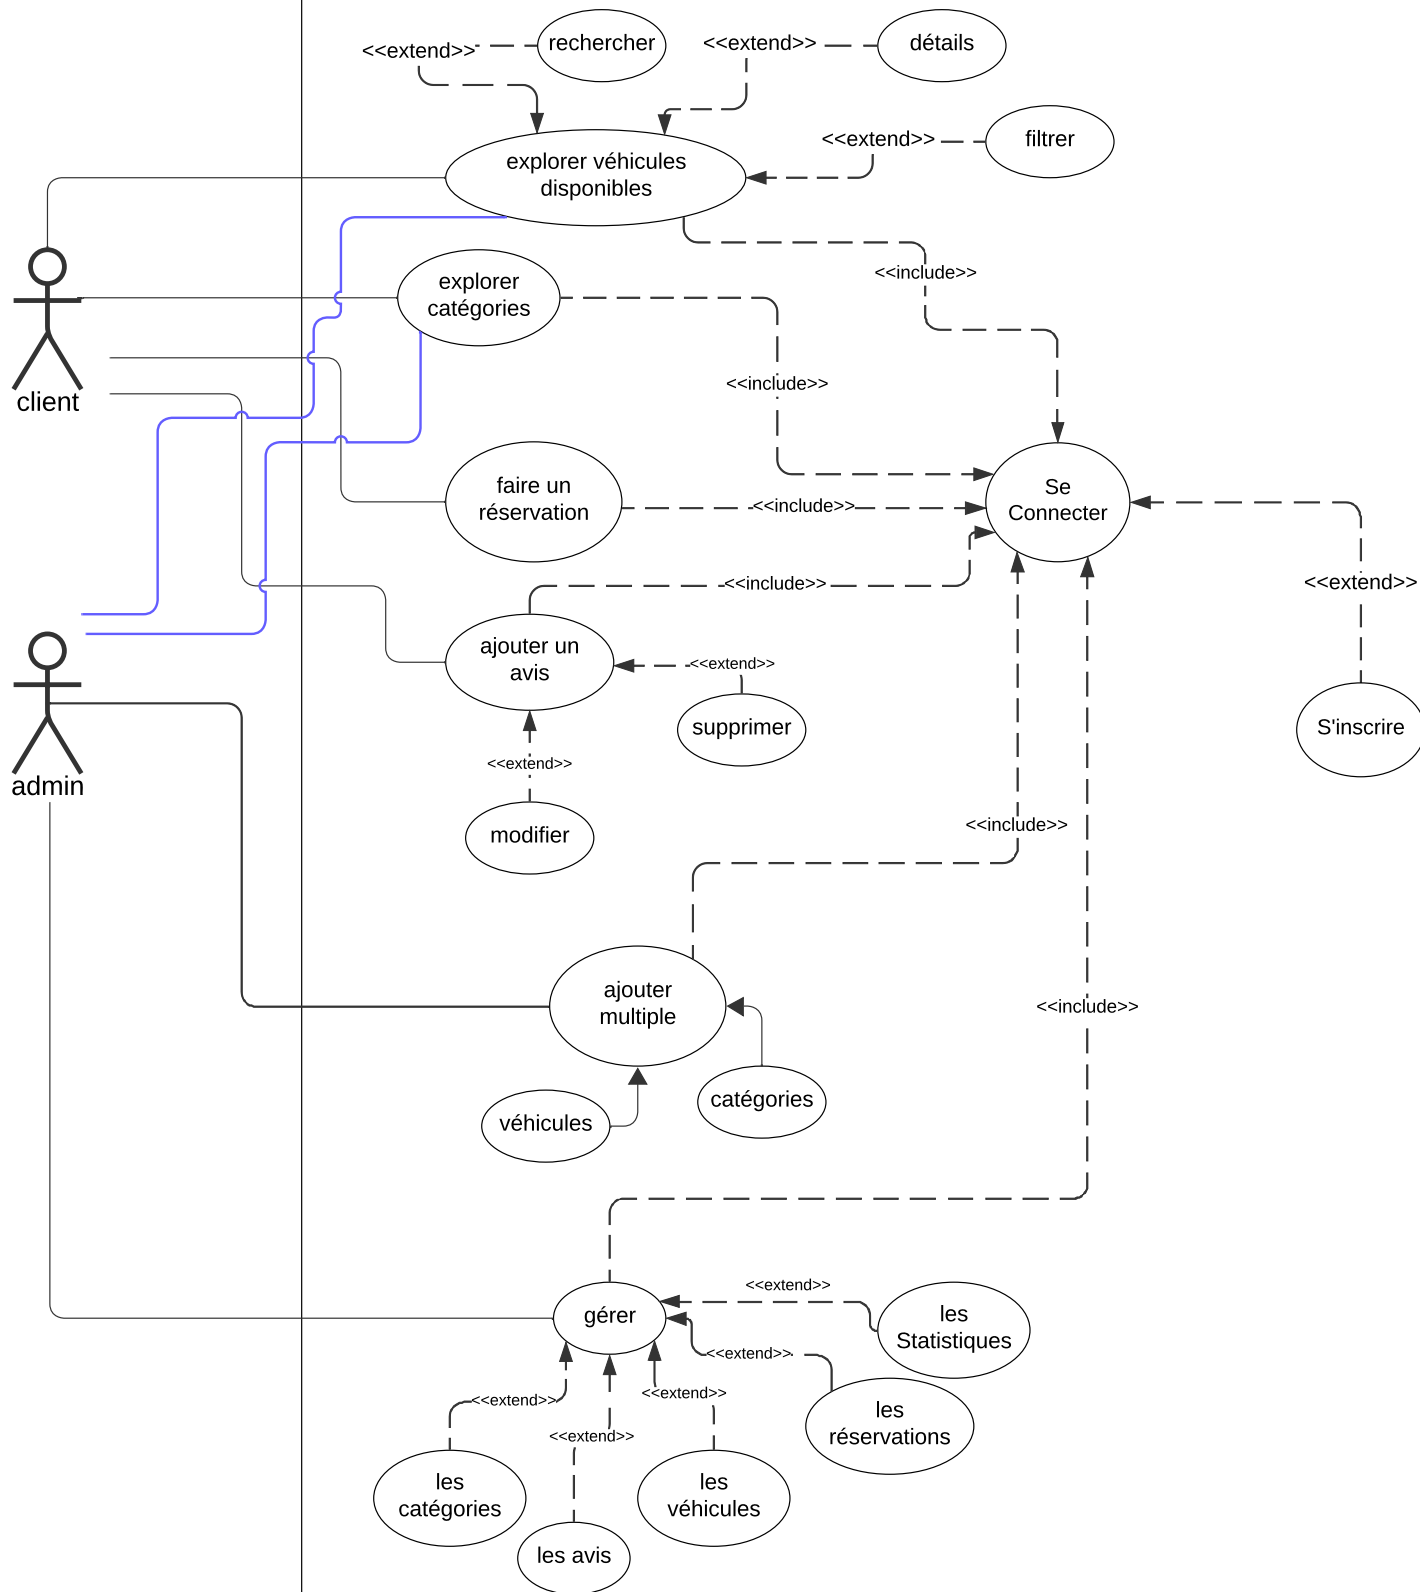 rechercher
<<extend>>
<<extend>>
détails
<<extend>>
filtrer
explorer véhicules
disponibles
<<include>>
explorer
catégories
<<include>>
client
faire un
réservation
<<include>>
Se
Connecter
<<extend>>
<<include>>
ajouter un
avis
<<extend>>
supprimer
S'inscrire
<<extend>>
admin
modifier
<<include>>
ajouter
multiple
<<include>>
catégories
véhicules
<<extend>>
gérer
les
Statistiques
<<extend>>
<<extend>>
<<extend>>
les
réservations
<<extend>>
les
catégories
les
véhicules
les avis